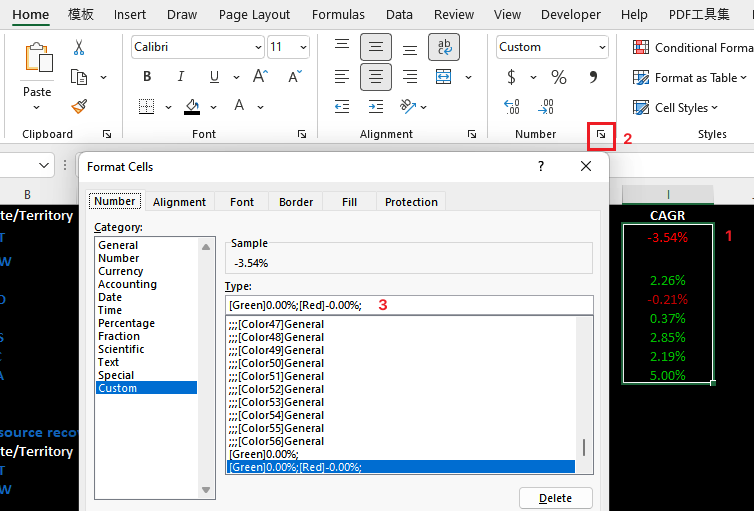 Home 模板 Insert Draw Page Layout Formulas Data Review View Developer Help PDF工具集
Paste
Calibri 11
B I U A A
A
ab
c
Custom
$ % ,
.00
.00
Conditional Forma
Format as Table
Cell Styles
Clipboard Font Alignment Number 2 Styles
Format Cells ? ×
B I
Number Alignment Font Border Fill Protection
te/Territory
T
W
D
S
A
source recov
te/Territory
T
W
Category:
General
Number
Currency
Accounting
Date
Time
Percentage
Fraction
Scientific
Text
Special
Custom
Sample
-3.54%
Type:
[Green]0.00%;[Red]-0.00%; 3
;;;[Color47]General
;;;[Color48]General
;;;[Color49]General
;;;[Color50]General
;;;[Color51]General
;;;[Color52]General
;;;[Color53]General
;;;[Color54]General
;;;[Color55]General
;;;[Color56]General
[Green]0.00%;
[Green]0.00%;[Red]-0.00%;
Delete
CAGR
-3.54% 1
2.26%
-0.21%
0.37%
2.85%
2.19%
5.00%